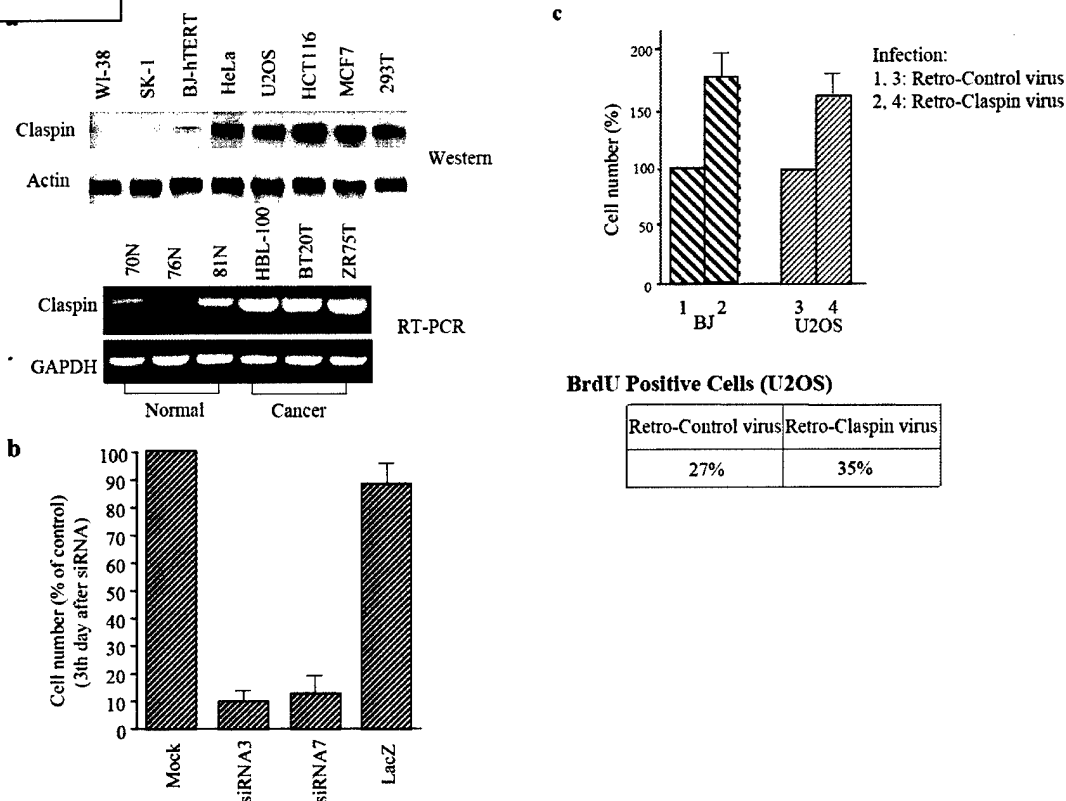 WI-38
SK-1
BJ-hTERT
HeLa
U2OS
HCT116
MCF7
293T
Claspin
Actin
Western
70N
76N
81N
HBL-100
BT20T
ZR75T
Claspin
GAPDH
RT-PCR
Normal
Cancer
b
Cell number (% of control)
(3th day after siRNA)
100
90
80
70
60
50
40
30
20
10
0
Mock
siRNA3
siRNA7
LacZ
c
Cell number (%)
200
150
100
50
0
1
2
3
4
BJ
U2OS
Infection:
1, 3: Retro-Control virus
2, 4: Retro-Claspin virus
BrdU Positive Cells (U2OS)
Retro-Control virus Retro-Claspin virus
27% 35%